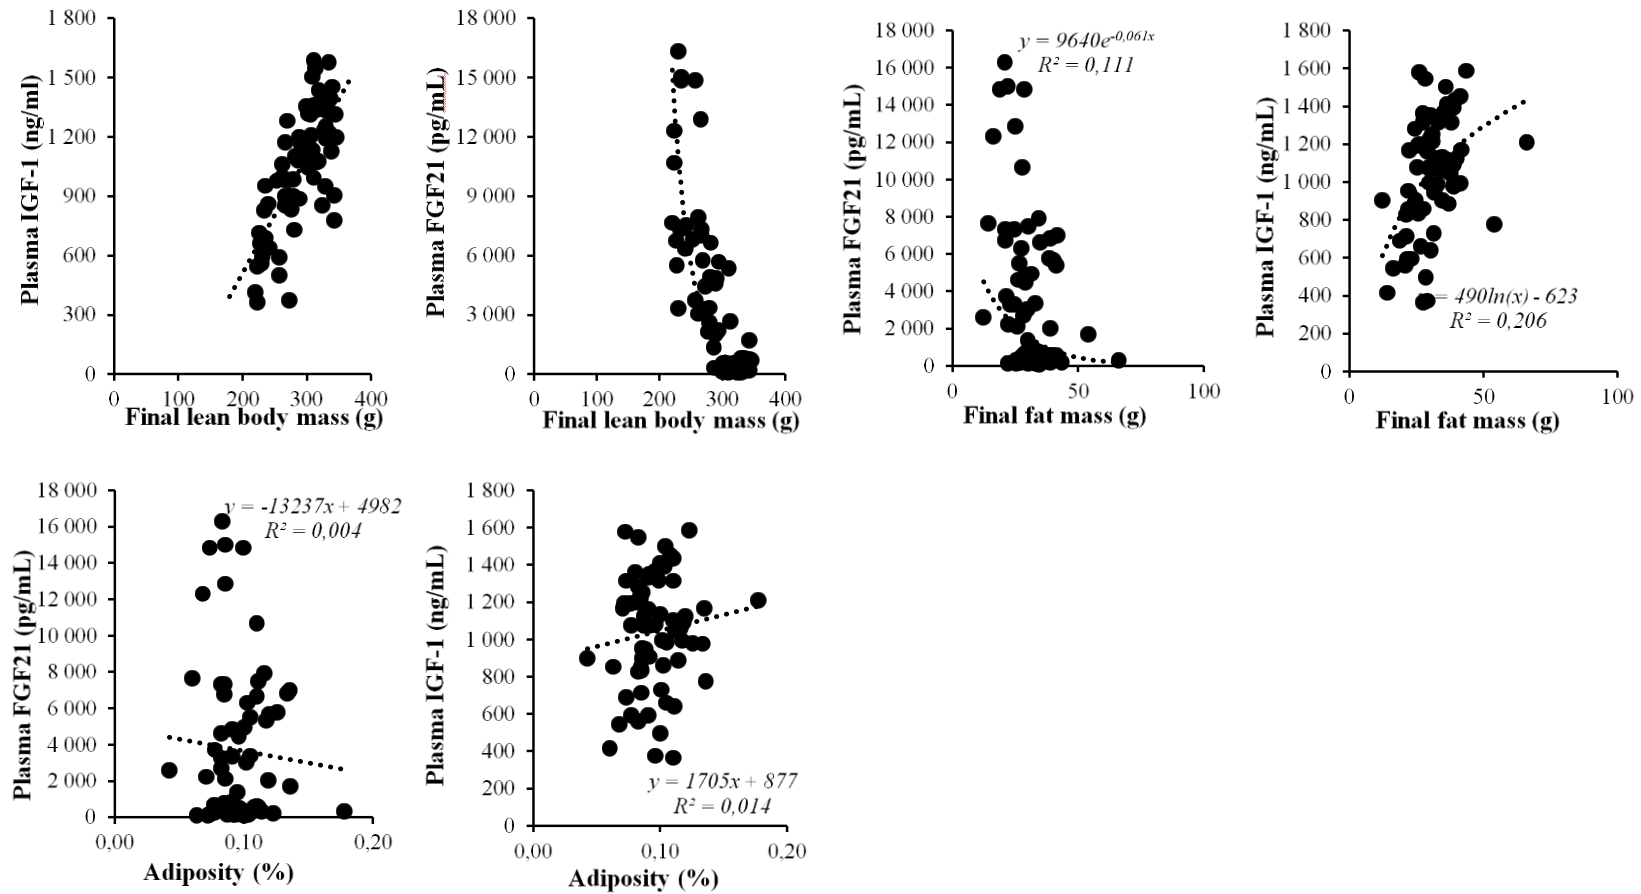 Plasma IGF-1 (ng/ml)
1 800
1 500
1 200
900
600
300
0
0 100 200 300 400
Final lean body mass (g)
Plasma FGF21 (pg/mL)
18 000
15 000
12 000
9 000
6 000
3 000
0
0 100 200 300 400
Final lean body mass (g)
Plasma FGF21 (pg/mL)
18 000
16 000
14 000
12 000
10 000
8 000
6 000
4 000
2 000
0
0 50 100
Final fat mass (g)
y = 9640e-0,061x
R² = 0,111
Plasma IGF-1 (ng/mL)
1 800
1 600
1 400
1 200
1 000
800
600
400
200
0
0 50 100
Final fat mass (g)
= 490ln(x) - 623
R² = 0,206
Plasma FGF21 (pg/mL)
18 000
16 000
14 000
12 000
10 000
8 000
6 000
4 000
2 000
0
0,00 0,10 0,20
Adiposity (%)
y = -13237x + 4982
R² = 0,004
Plasma IGF-1 (ng/mL)
1 800
1 600
1 400
1 200
1 000
800
600
400
200
0
0,00 0,10 0,20
Adiposity (%)
y = 1705x + 877
R² = 0,014